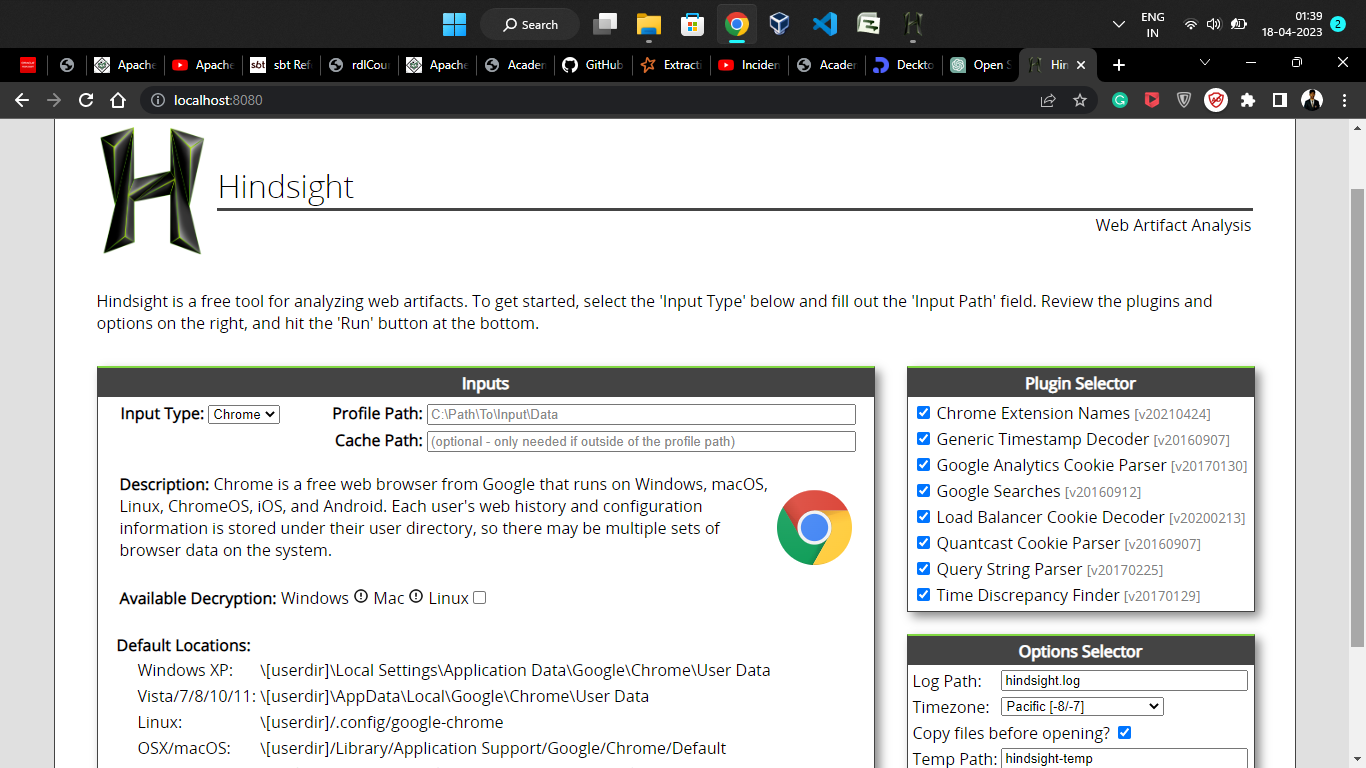 Search
ENG
IN
01:39
18-04-2023
2
Apache
Apache
sbt
sbt Refe
rdlCour
Apache
Acader
GitHub
Extracti
Inciden
Acader
Deckto
Open S
Hin
localhost:8080
Hindsight
Web Artifact Analysis
Hindsight is a free tool for analyzing web artifacts. To get started, select the 'Input Type' below and fill out the 'Input Path' field. Review the plugins and
options on the right, and hit the 'Run' button at the bottom.
Inputs
Input Type: Chrome
Profile Path: C:\Path\To\Input\Data
Cache Path: (optional - only needed if outside of the profile path)
Description: Chrome is a free web browser from Google that runs on Windows, macOS,
Linux, ChromeOS, iOS, and Android. Each user's web history and configuration
information is stored under their user directory, so there may be multiple sets of
browser data on the system.
Available Decryption: Windows Mac Linux
Default Locations:
Windows XP: \[userdir]\Local Settings\Application Data\Google\Chrome\User Data
Vista/7/8/10/11: \[userdir]\AppData\Local\Google\Chrome\User Data
Linux: \[userdir]/.config/google-chrome
OSX/macOS: \[userdir]/Library/Application Support/Google/Chrome/Default
Plugin Selector
Chrome Extension Names [v20210424]
Generic Timestamp Decoder [v20160907]
Google Analytics Cookie Parser [v20170130]
Google Searches [v20160912]
Load Balancer Cookie Decoder [v20200213]
Quantcast Cookie Parser [v20160907]
Query String Parser [v20170225]
Time Discrepancy Finder [v20170129]
Options Selector
Log Path: hindsight.log
Timezone: Pacific [-8/-7]
Copy files before opening?
Temp Path: hindsight-temp